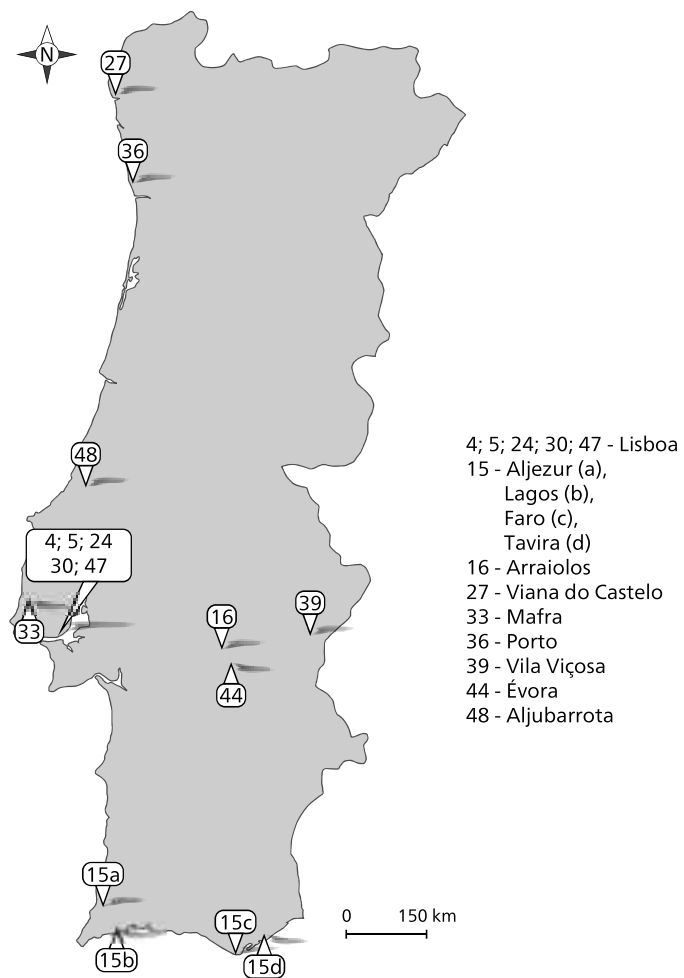 N
27
36
48
4; 5; 24
30; 47
33
16
39
44
15a
15b
15c
15d
0 150 km
4; 5; 24; 30; 47 - Lisboa
15 - Aljezur (a),
Lagos (b),
Faro (c),
Tavira (d)
16 - Arraiolos
27 - Viana do Castelo
33 - Mafra
36 - Porto
39 - Vila Viçosa
44 - Évora
48 - Aljubarrota